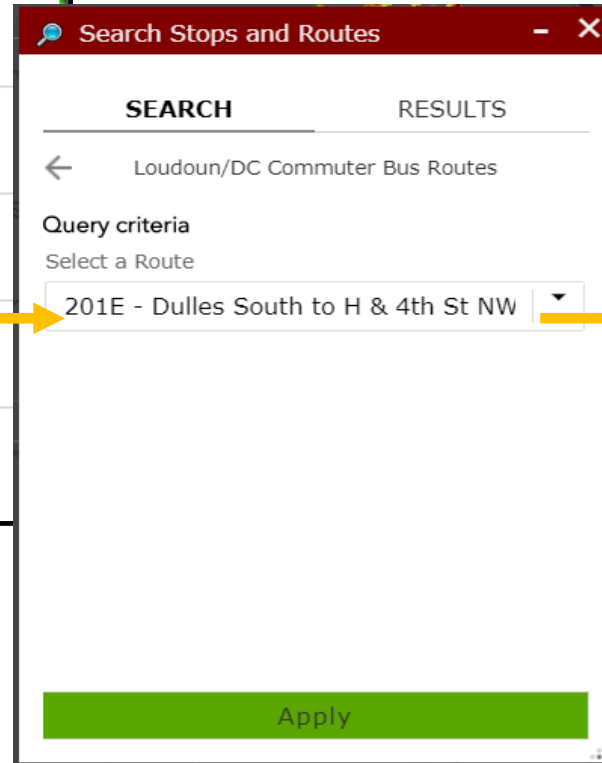 Search Stops and Routes
SEARCH RESULTS
Loudoun/DC Commuter Bus Routes
Query criteria
Select a Route
201E - Dulles South to H & 4th St NW
Apply